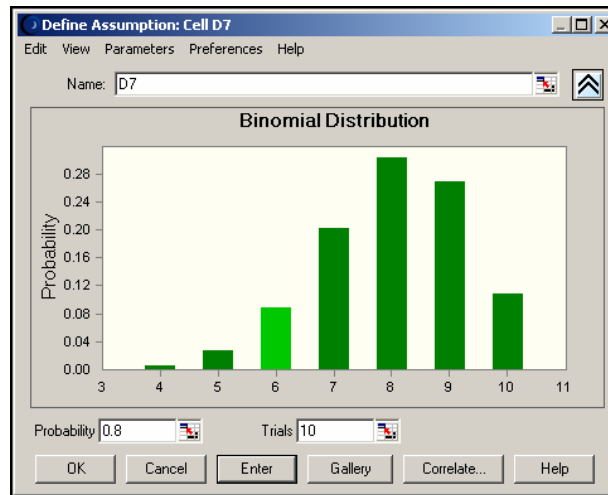 Define Assumption: Cell D7
Edit View Parameters Preferences Help
Name: D7
Binomial Distribution
Probability
0.28
0.24
0.20
0.16
0.12
0.08
0.04
0.00
3 4 5 6 7 8 9 10 11
Probability 0.8 Trials 10
OK Cancel Enter Gallery Correlate... Help